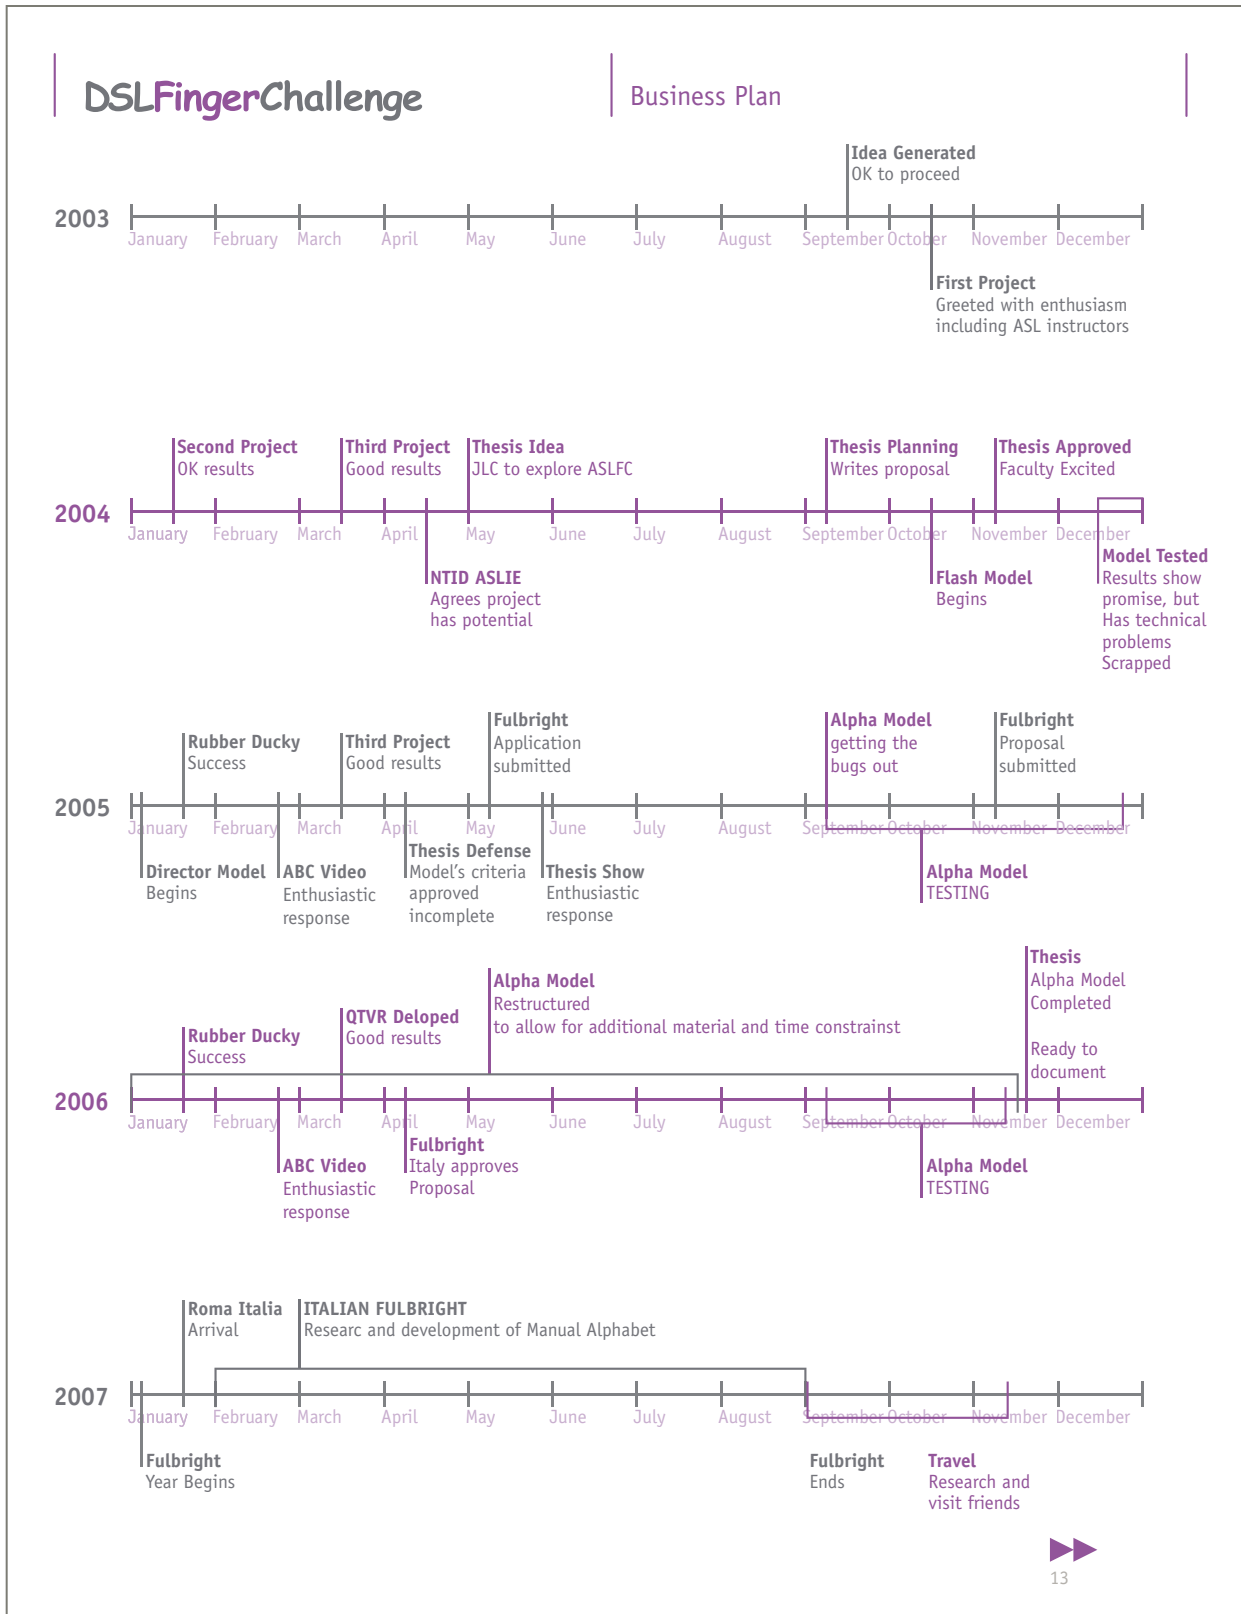 DSLFingerChallenge
Business Plan
Idea Generated
OK to proceed
2003
January February March April May June July August September October November December
First Project
Greeted with enthusiasm
including ASL instructors
Second Project
OK results
Third Project
Good results
Thesis Idea
JLC to explore ASLFC
Thesis Planning
Writes proposal
Thesis Approved
Faculty Excited
2004
January February March April May June July August September October November December
NTID ASLIE
Agrees project
has potential
Flash Model
Begins
Model Tested
Results show
promise, but
Has technical
problems
Scrapped
Rubber Ducky
Success
Third Project
Good results
Fulbright
Application
submitted
Alpha Model
getting the
bugs out
Fulbright
Proposal
submitted
2005
January February March April May June July August September October November December
Director Model
Begins
ABC Video
Enthusiastic
response
Thesis Defense
Model's criteria
approved
incomplete
Thesis Show
Enthusiastic
response
Alpha Model
TESTING
Rubber Ducky
Success
QTVR Deloped
Good results
Alpha Model
Restructured
to allow for additional material and time constrainst
Thesis
Alpha Model
Completed
Ready to
document
2006
January February March April May June July August September October November December
ABC Video
Enthusiastic
response
Fulbright
Italy approves
Proposal
Alpha Model
TESTING
Roma Italia
Arrival
ITALIAN FULBRIGHT
Researc and development of Manual Alphabet
2007
January February March April May June July August September October November December
Fulbright
Year Begins
Fulbright
Ends
Travel
Research and
visit friends
13